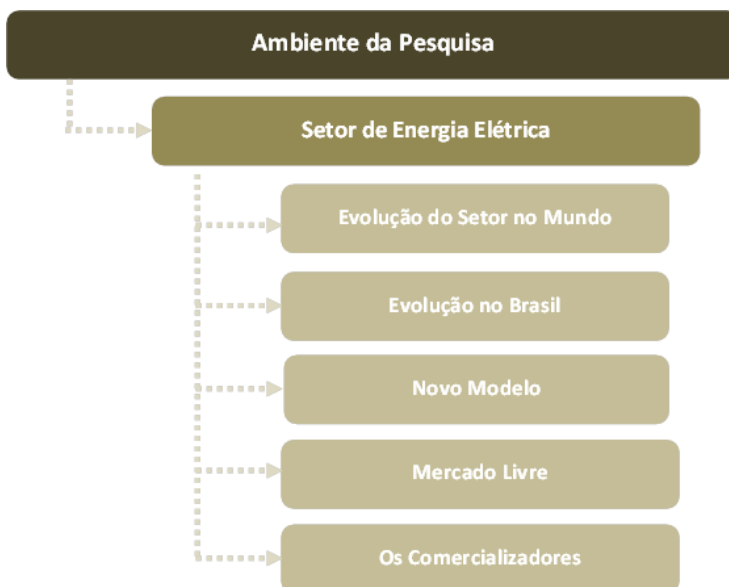 Ambiente da Pesquisa
Setor de Energia Elétrica
Evolução do Setor no Mundo
Evolução no Brasil
Novo Modelo
Mercado Livre
Os Comercializadores